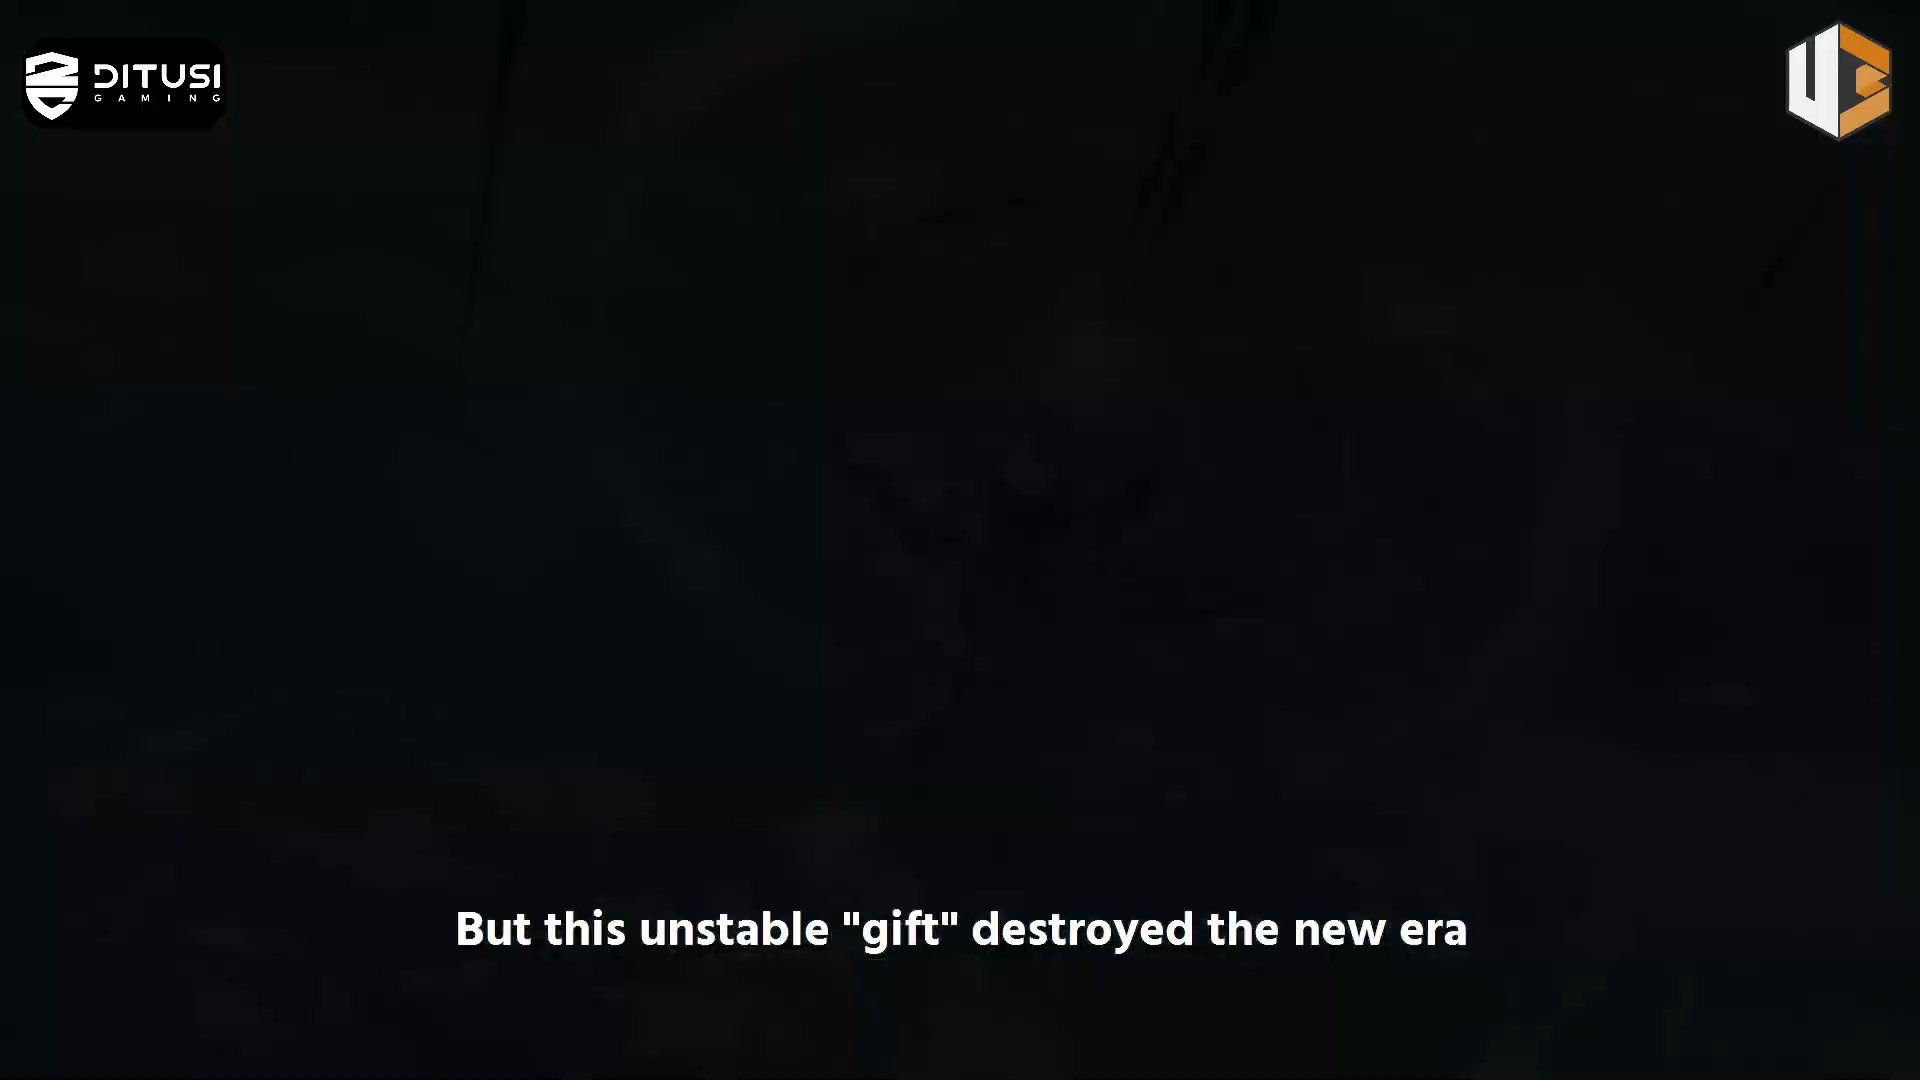 DITUSI
GAMING
But this unstable "gift" destroyed the new era